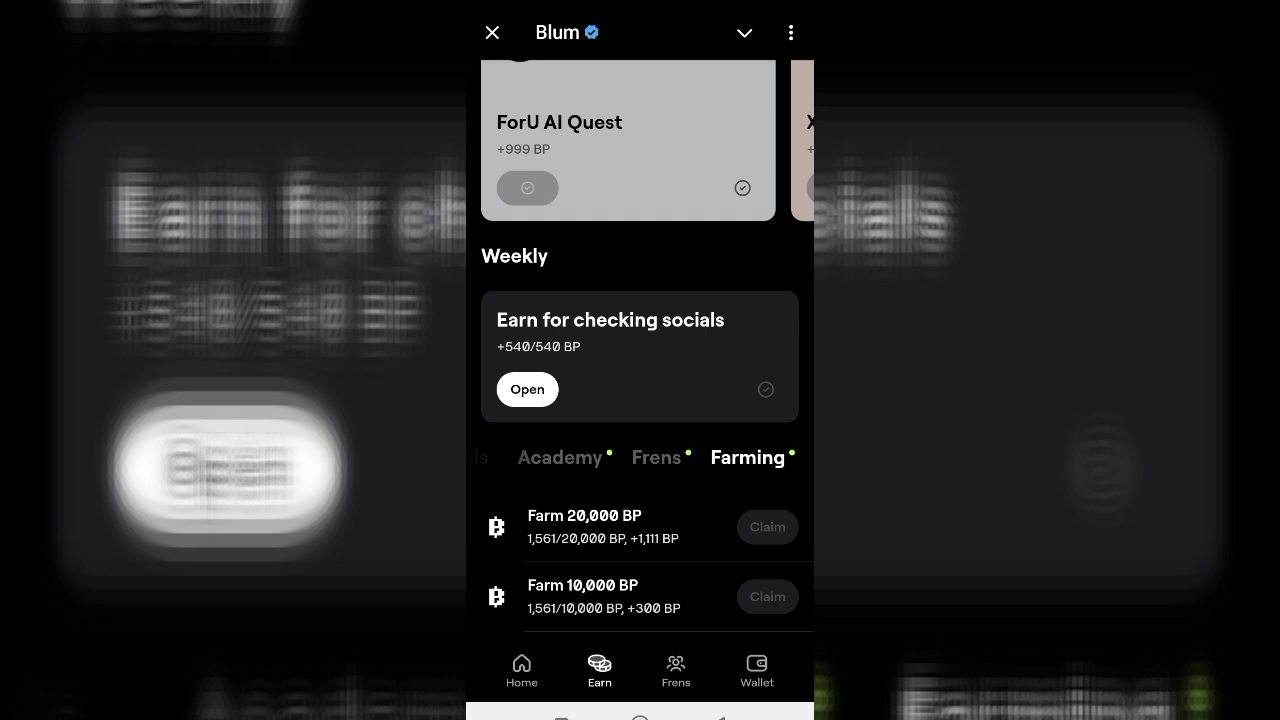 Blum
ForU AI Quest
+999 BP
Weekly
Earn for checking socials
+540/540 BP
Open
Academy Frens Farming
Farm 20,000 BP
1,561/20,000 BP, +1,111 BP
Claim
Farm 10,000 BP
1,561/10,000 BP, +300 BP
Claim
Home Earn Frens Wallet